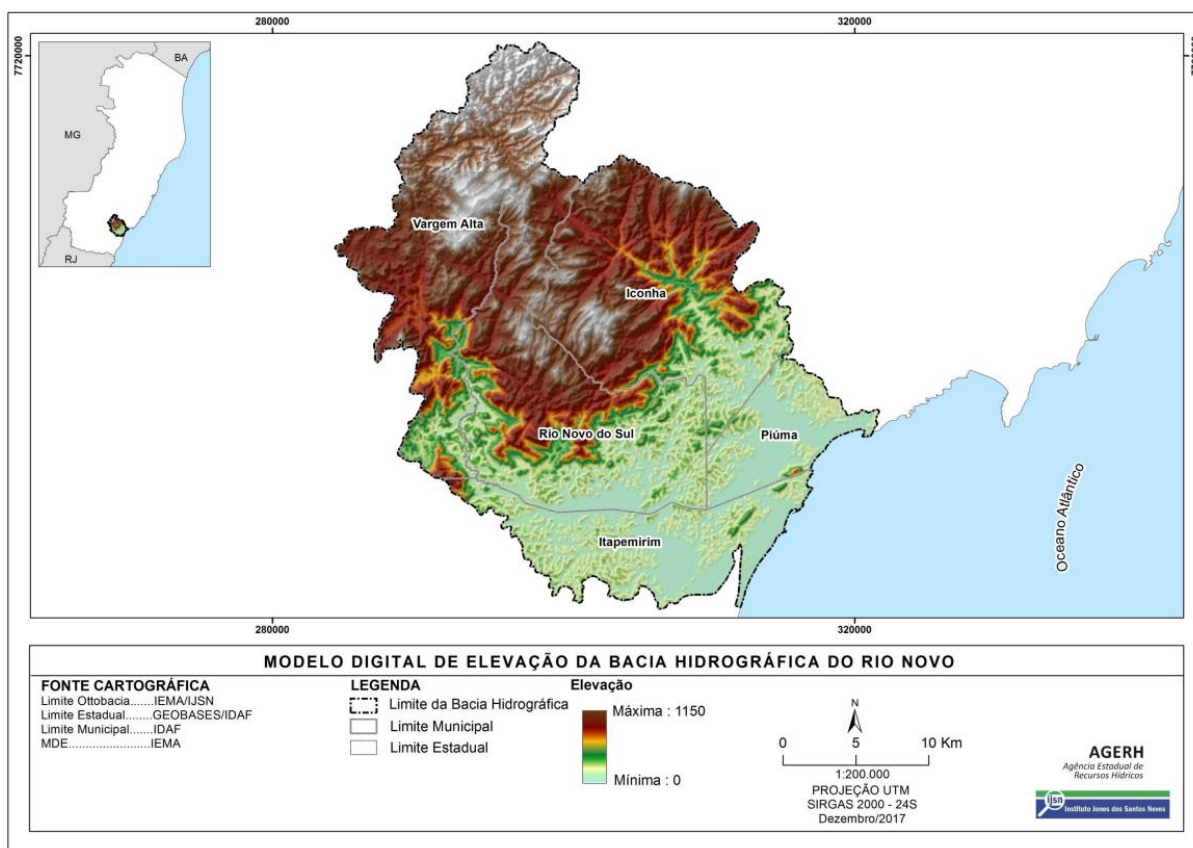 280000
320000
7720000
BA
MG
RJ
Vargem Alta
Iconha
Rio Novo do Sul
Piúma
Itapemirim
Oceano Atlântico
280000
320000
MODELO DIGITAL DE ELEVAÇÃO DA BACIA HIDROGRÁFICA DO RIO NOVO
FONTE CARTOGRÁFICA
Limite Ottobacia.......IEMA/IJSN
Limite Estadual........GEOBASES/IDAF
Limite Municipal......IDAF
MDE........................IEMA
LEGENDA
Limite da Bacia Hidrográfica
Limite Municipal
Limite Estadual
Elevação
Máxima : 1150
Mínima : 0
N
0 5 10 Km
1:200.000
PROJEÇÃO UTM
SIRGAS 2000 - 24S
Dezembro/2017
AGERH
Agência Estadual de
Recursos Hídricos
ijsn
Instituto Jones dos Santos Neves